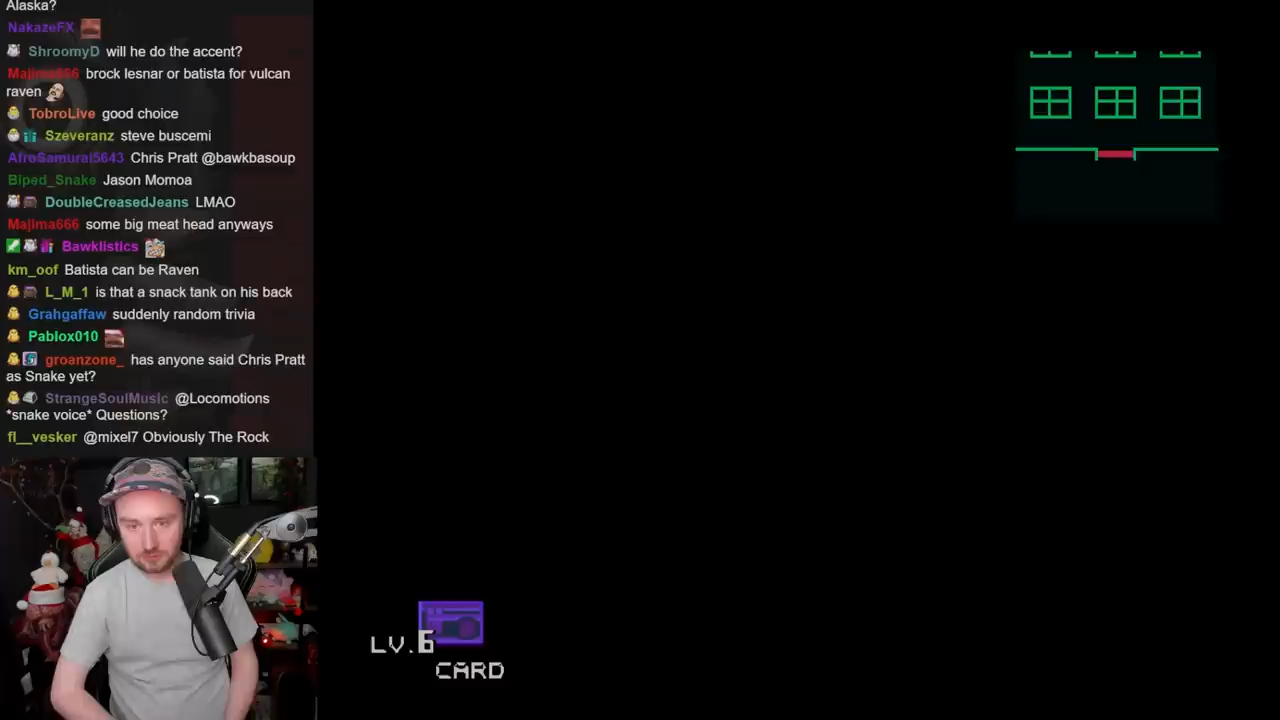 Alaska?
NakazeFX
ShroomyD will he do the accent?
Majima666 brock lesnar or batista for vulcan
raven
TobroLive good choice
Szeveranz steve buscemi
AfroSamurai5643 Chris Pratt @bawkbasoup
Biped_Snake Jason Momoa
DoubleCreasedJeans LMAO
Majima666 some big meat head anyways
Bawklistics
km_oof Batista can be Raven
L_M_1 is that a snack tank on his back
Grahgaffaw suddenly random trivia
Pablox010
groanzone_ has anyone said Chris Pratt
as Snake yet?
StrangeSoulMusic @Locomotions
*snake voice* Questions?
fl__vesker @mixel7 Obviously The Rock
LV.6
CARD